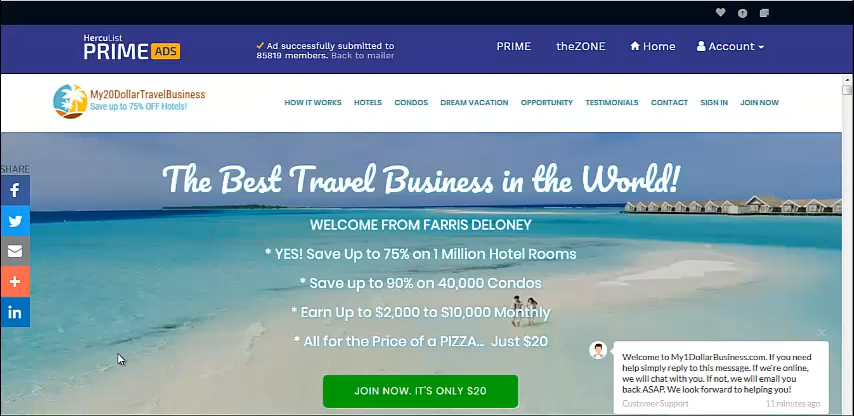 HercuList
PRIME ADS
Ad successfully submitted to
85819 members. Back to mailer
PRIME
theZONE
Home
Account
My20DollarTravelBusiness
Save up to 75% OFF Hotels!
HOW IT WORKS
HOTELS
CONDOS
DREAM VACATION
OPPORTUNITY
TESTIMONIALS
CONTACT
SIGN IN
JOIN NOW
SHARE
The Best Travel Business in the World!
WELCOME FROM FARRIS DELONEY
* YES! Save Up to 75% on 1 Million Hotel Rooms
* Save up to 90% on 40,000 Condos
* Earn Up to $2,000 to $10,000 Monthly
* All for the Price of a PIZZA... Just $20
JOIN NOW. IT'S ONLY $20
Welcome to My1DollarBusiness.com. If you need
help simply reply to this message. If we're online,
we will chat with you. If not, we will email you
back ASAP. We look forward to helping you!
Customer Support
11 minutes ago